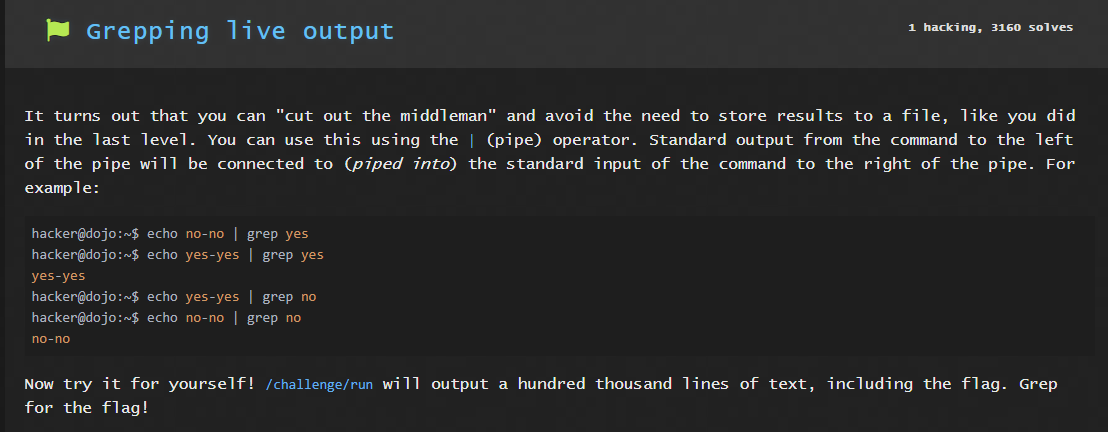 Grepping live output
1 hacking, 3160 solves
It turns out that you can "cut out the middleman" and avoid the need to store results to a file, like you did
in the last level. You can use this using the | (pipe) operator. Standard output from the command to the left
of the pipe will be connected to (piped into) the standard input of the command to the right of the pipe. For
example:
hacker@dojo:~$ echo no-no | grep yes
hacker@dojo:~$ echo yes-yes | grep yes
yes-yes
hacker@dojo:~$ echo yes-yes | grep no
hacker@dojo:~$ echo no-no | grep no
no-no
Now try it for yourself! /challenge/run will output a hundred thousand lines of text, including the flag. Grep
for the flag!